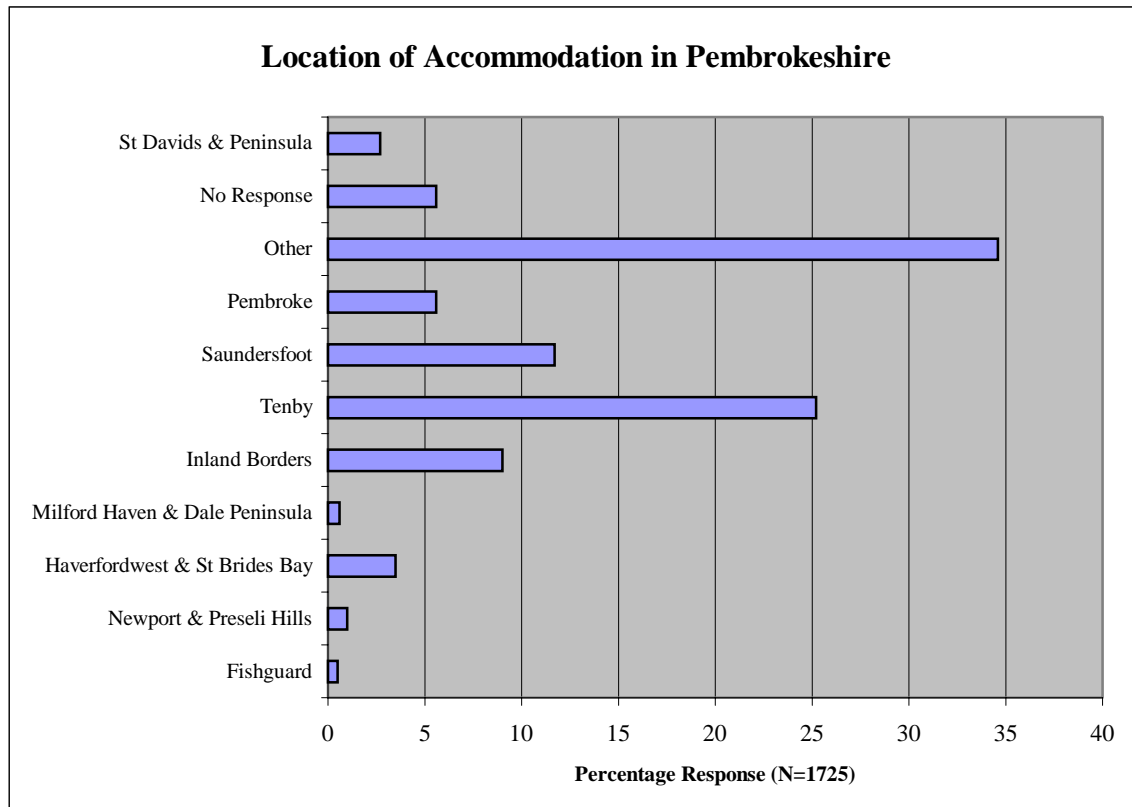 Location of Accommodation in Pembrokeshire
St Davids & Peninsula
No Response
Other
Pembroke
Saundersfoot
Tenby
Inland Borders
Milford Haven & Dale Peninsula
Haverfordwest & St Brides Bay
Newport & Preseli Hills
Fishguard
0 5 10 15 20 25 30 35 40
Percentage Response (N=1725)